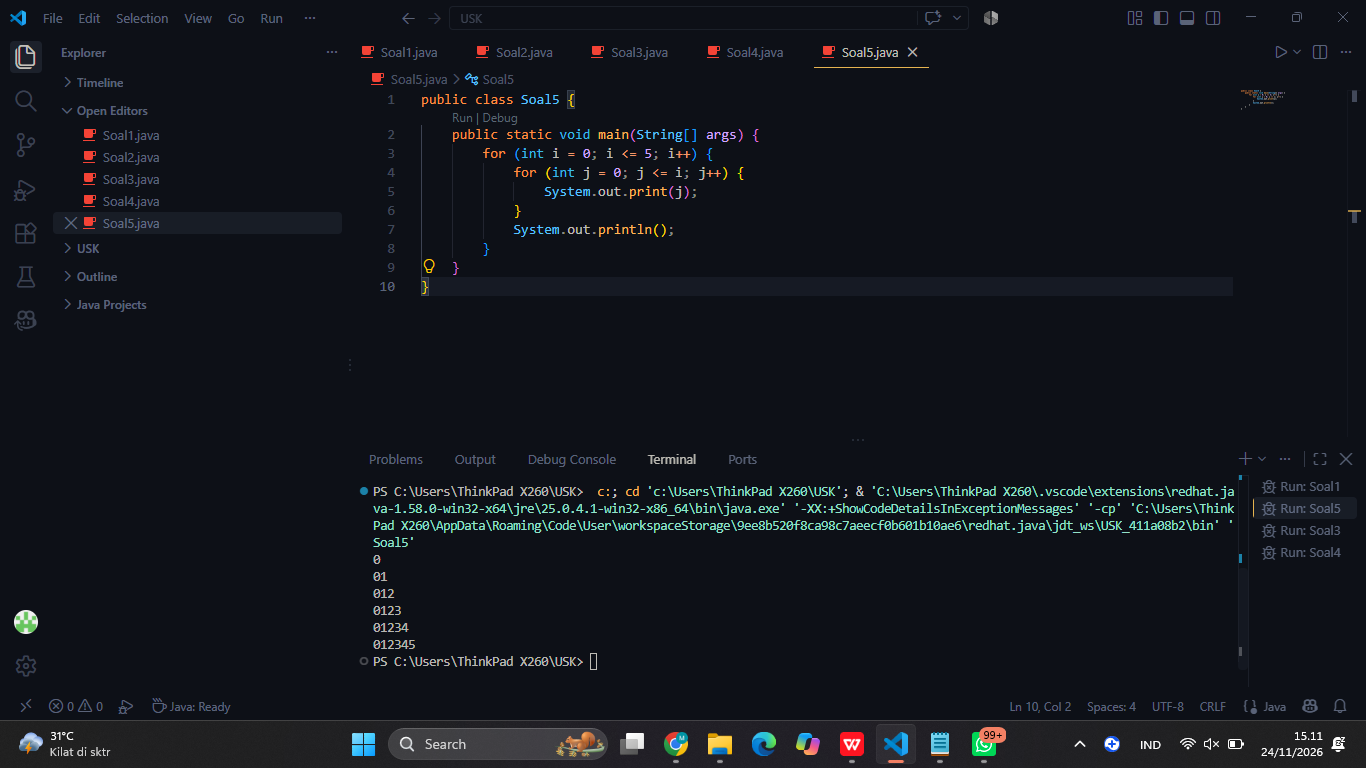 File Edit Selection View Go Run ··· USK
Explorer ···
Timeline
Open Editors
Soal1.java
Soal2.java
Soal3.java
Soal4.java
Soal5.java
USK
Outline
Java Projects
Soal1.java Soal2.java Soal3.java Soal4.java Soal5.java
Soal5.java > Soal5
1 public class Soal5 {
Run | Debug
2 public static void main(String[] args) {
3 for (int i = 0; i <= 5; i++) {
4 for (int j = 0; j <= i; j++) {
5 System.out.print(j);
6 }
7 System.out.println();
8 }
9 }
10 }
Problems Output Debug Console Terminal Ports
PS C:\Users\ThinkPad X260\USK>  c:; cd 'c:\Users\ThinkPad X260\USK'; & 'C:\Users\ThinkPad X260\.vscode\extensions\redhat.ja
va-1.58.0-win32-x64\jre\25.0.4.1-win32-x86_64\bin\java.exe' '-XX:+ShowCodeDetailsInExceptionMessages' '-cp' 'C:\Users\Think
Pad X260\AppData\Roaming\Code\User\workspaceStorage\9ee8b520f8ca98c7aeecf0b601b10ae6\redhat.java\jdt_ws\USK_411a08b2\bin' '
Soal5'
0
01
012
0123
01234
012345
PS C:\Users\ThinkPad X260\USK>
Run: Soal1
Run: Soal5
Run: Soal3
Run: Soal4
0 0 Java: Ready Ln 10, Col 2 Spaces: 4 UTF-8 CRLF Java
31°C
Kilat di sktr
Search
99+
IND
15.11
24/11/2026